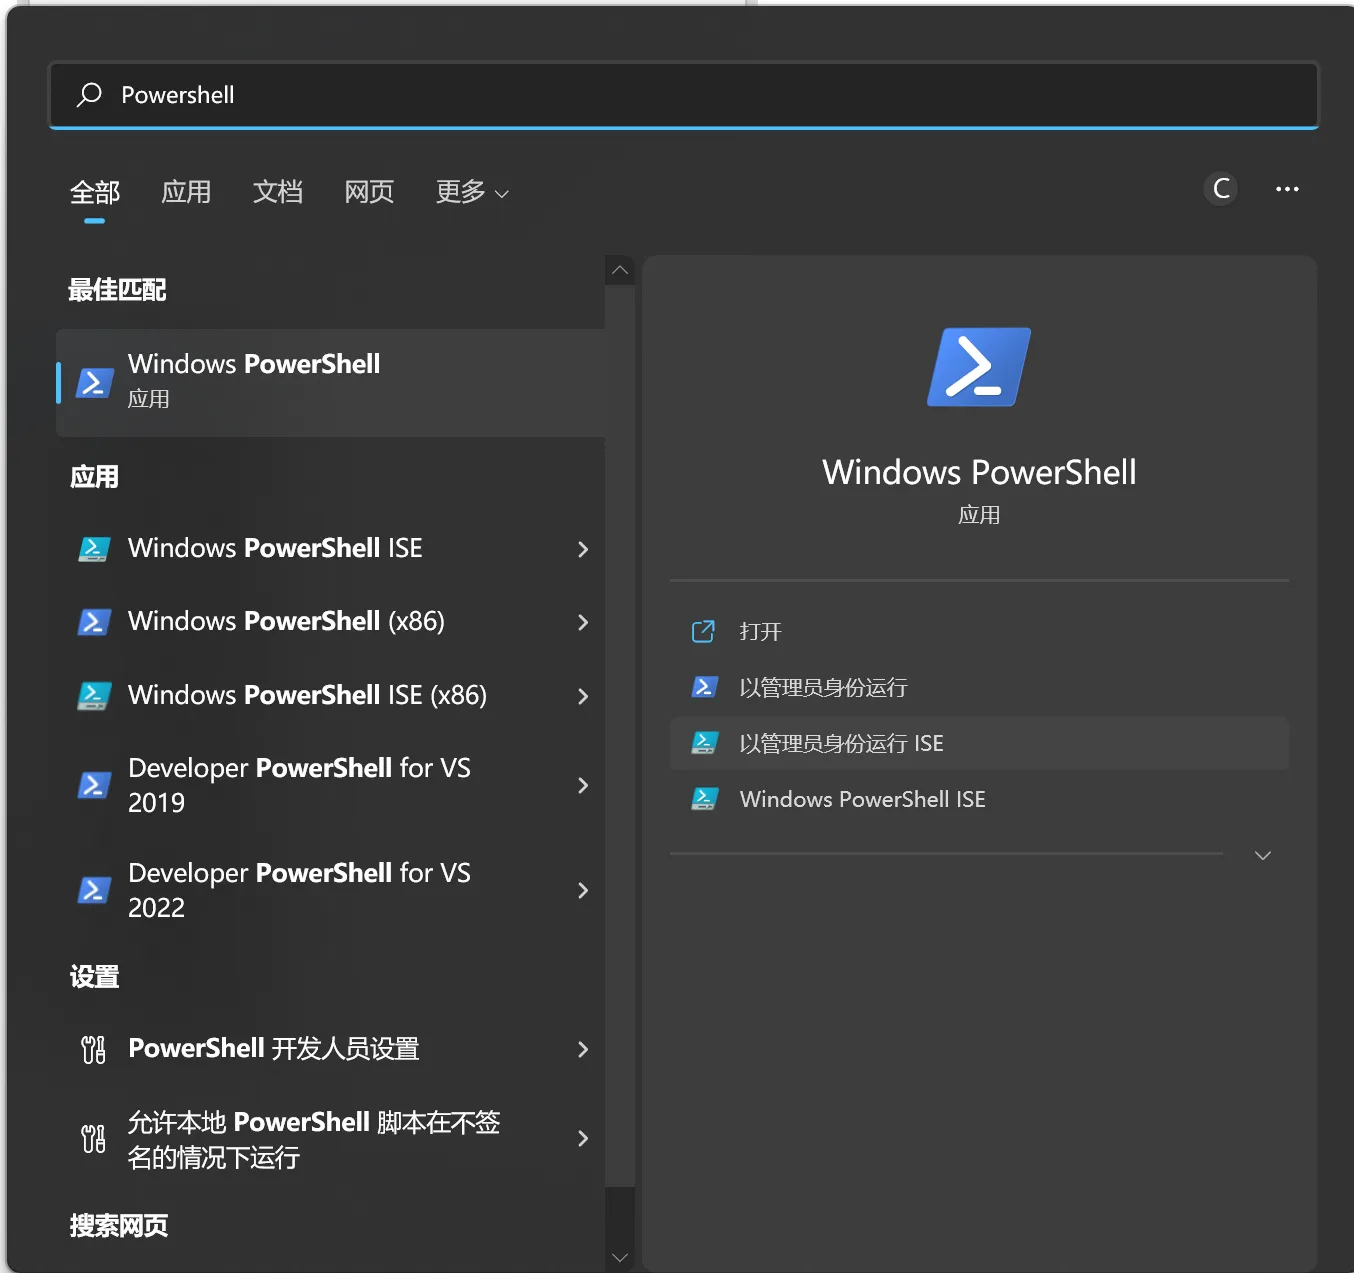 Powershell
全部 应用 文档 网页 更多
C
最佳匹配
Windows PowerShell
应用
应用
Windows PowerShell ISE
Windows PowerShell (x86)
Windows PowerShell ISE (x86)
Developer PowerShell for VS
2019
Developer PowerShell for VS
2022
设置
PowerShell 开发人员设置
允许本地 PowerShell 脚本在不签
名的情况下运行
搜索网页
Windows PowerShell
应用
打开
以管理员身份运行
以管理员身份运行 ISE
Windows PowerShell ISE